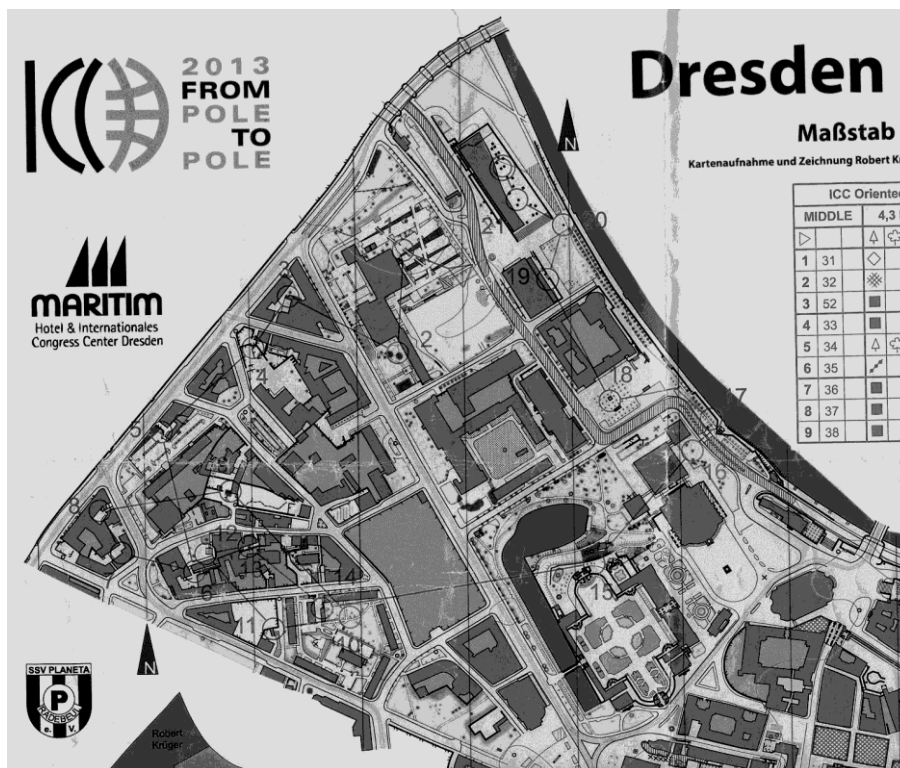 2013
FROM
POLE
TO
POLE
Dresden
Maßstab
Kartenaufnahme und Zeichnung Robert K
ICC Oriente
MIDDLE 4,3
1 31
2 32
3 52
4 33
5 34
6 35
7 36
8 37
9 38
MARITIM
Hotel & Internationales
Congress Center Dresden
N
20
21
19
3
2
4
18
17
5
16
12
13
14
6
15
11
10
N
SSV PLANETA
P
RADEBEUL
e. V.
Robert
Krüger